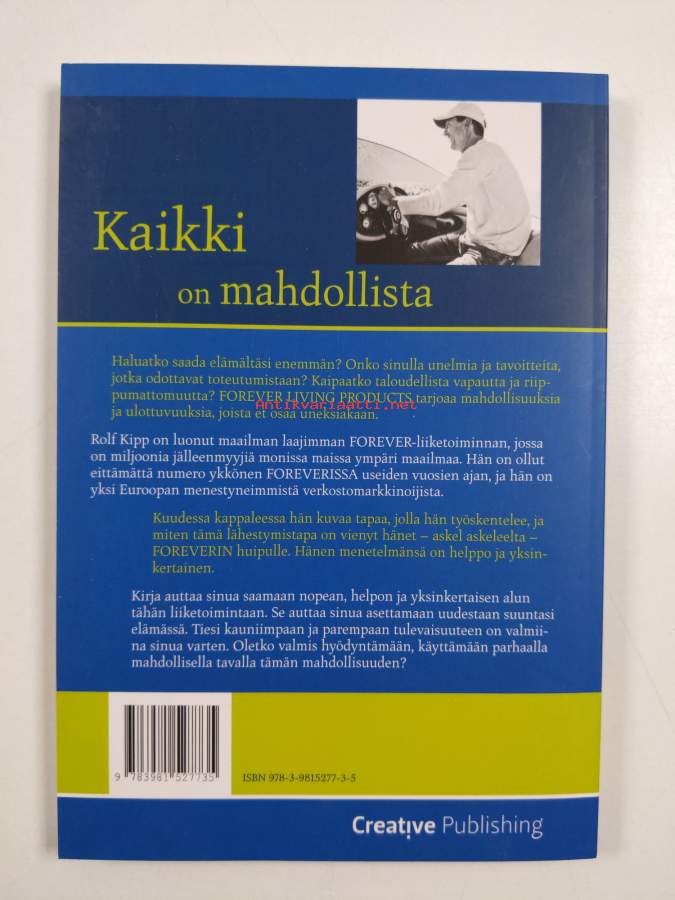 Kaikki
on mahdollista
Haluatko saada elämältäsi enemmän? Onko sinulla unelmia ja tavoitteita,
jotka odottavat toteutumistaan? Kaipaatko taloudellista vapautta ja riip-
pumattomuutta? FOREVER LIVING PRODUCTS tarjoaa mahdollisuuksia
Antikvariaatti.net
ja ulottuvuuksia, joista et osaa uneksiakaan.
Rolf Kipp on luonut maailman laajimman FOREVER-liiketoiminnan, jossa
on miljoonia jälleenmyyjiä monissa maissa ympäri maailmaa. Hän on ollut
eittämättä numero ykkönen FOREVERISSA useiden vuosien ajan, ja hän on
yksi Euroopan menestyneimmistä verkostomarkkinoijista.
Kuudessa kappaleessa hän kuvaa tapaa, jolla hän työskentelee, ja
miten tämä lähestymistapa on vienyt hänet – askel askeleelta –
FOREVERIN huipulle. Hänen menetelmänsä on helppo ja yksin-
kertainen.
Kirja auttaa sinua saamaan nopean, helpon ja yksinkertaisen alun
tähän liiketoimintaan. Se auttaa sinua asettamaan uudestaan suuntasi
elämässä. Tiesi kauniimpaan ja parempaan tulevaisuuteen on valmii-
na sinua varten. Oletko valmis hyödyntämään, käyttämään parhaalla
mahdollisella tavalla tämän mahdollisuuden?
9 783981 527735
ISBN 978-3-9815277-3-5
Creative Publishing